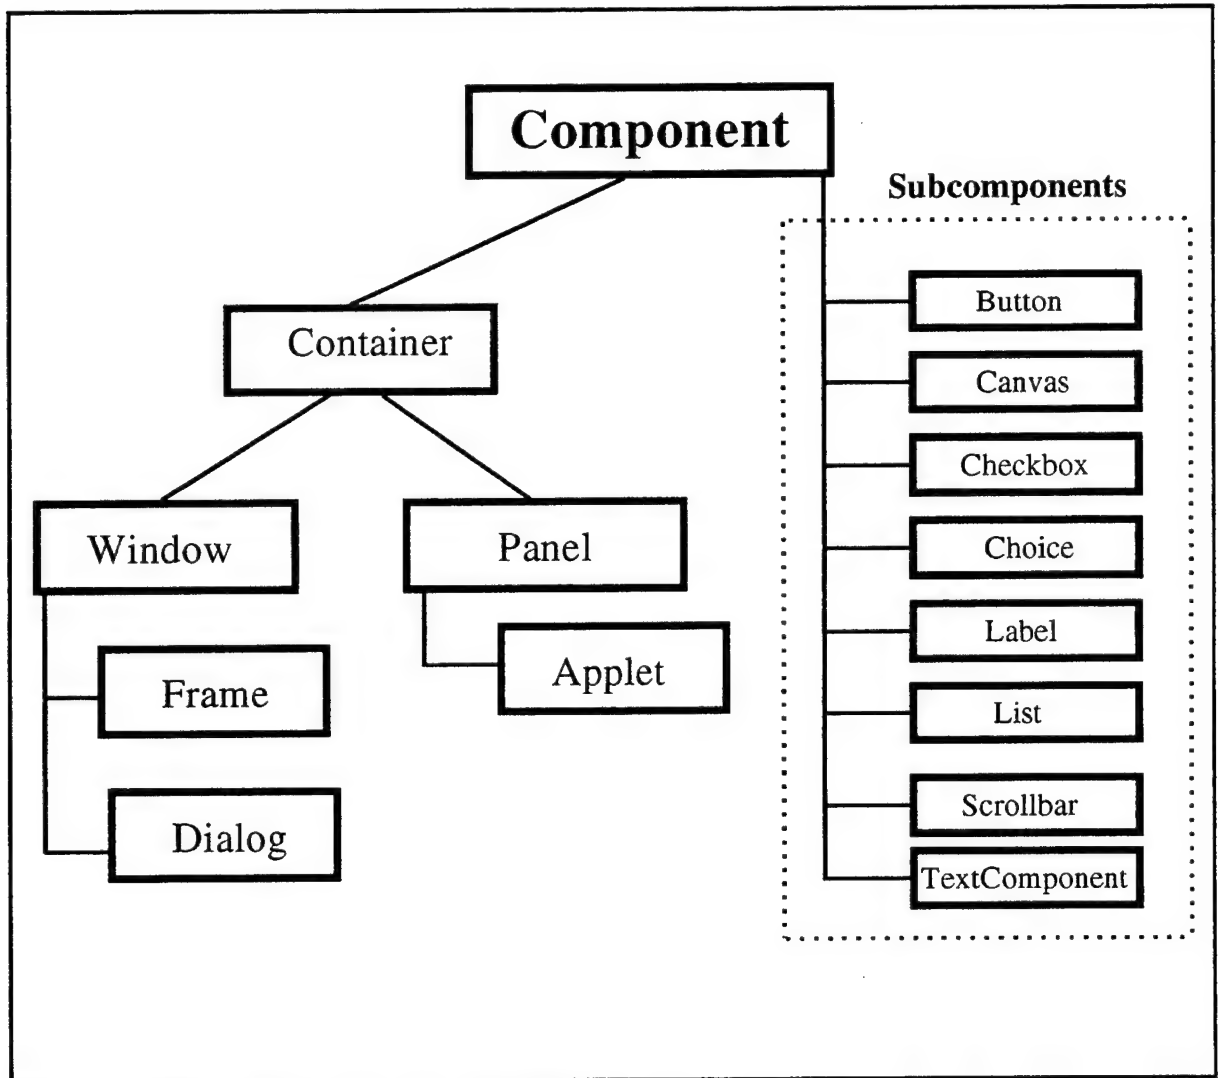 Component
Subcomponents
Container
Window
Frame
Dialog
Panel
Applet
Button
Canvas
Checkbox
Choice
Label
List
Scrollbar
TextComponent